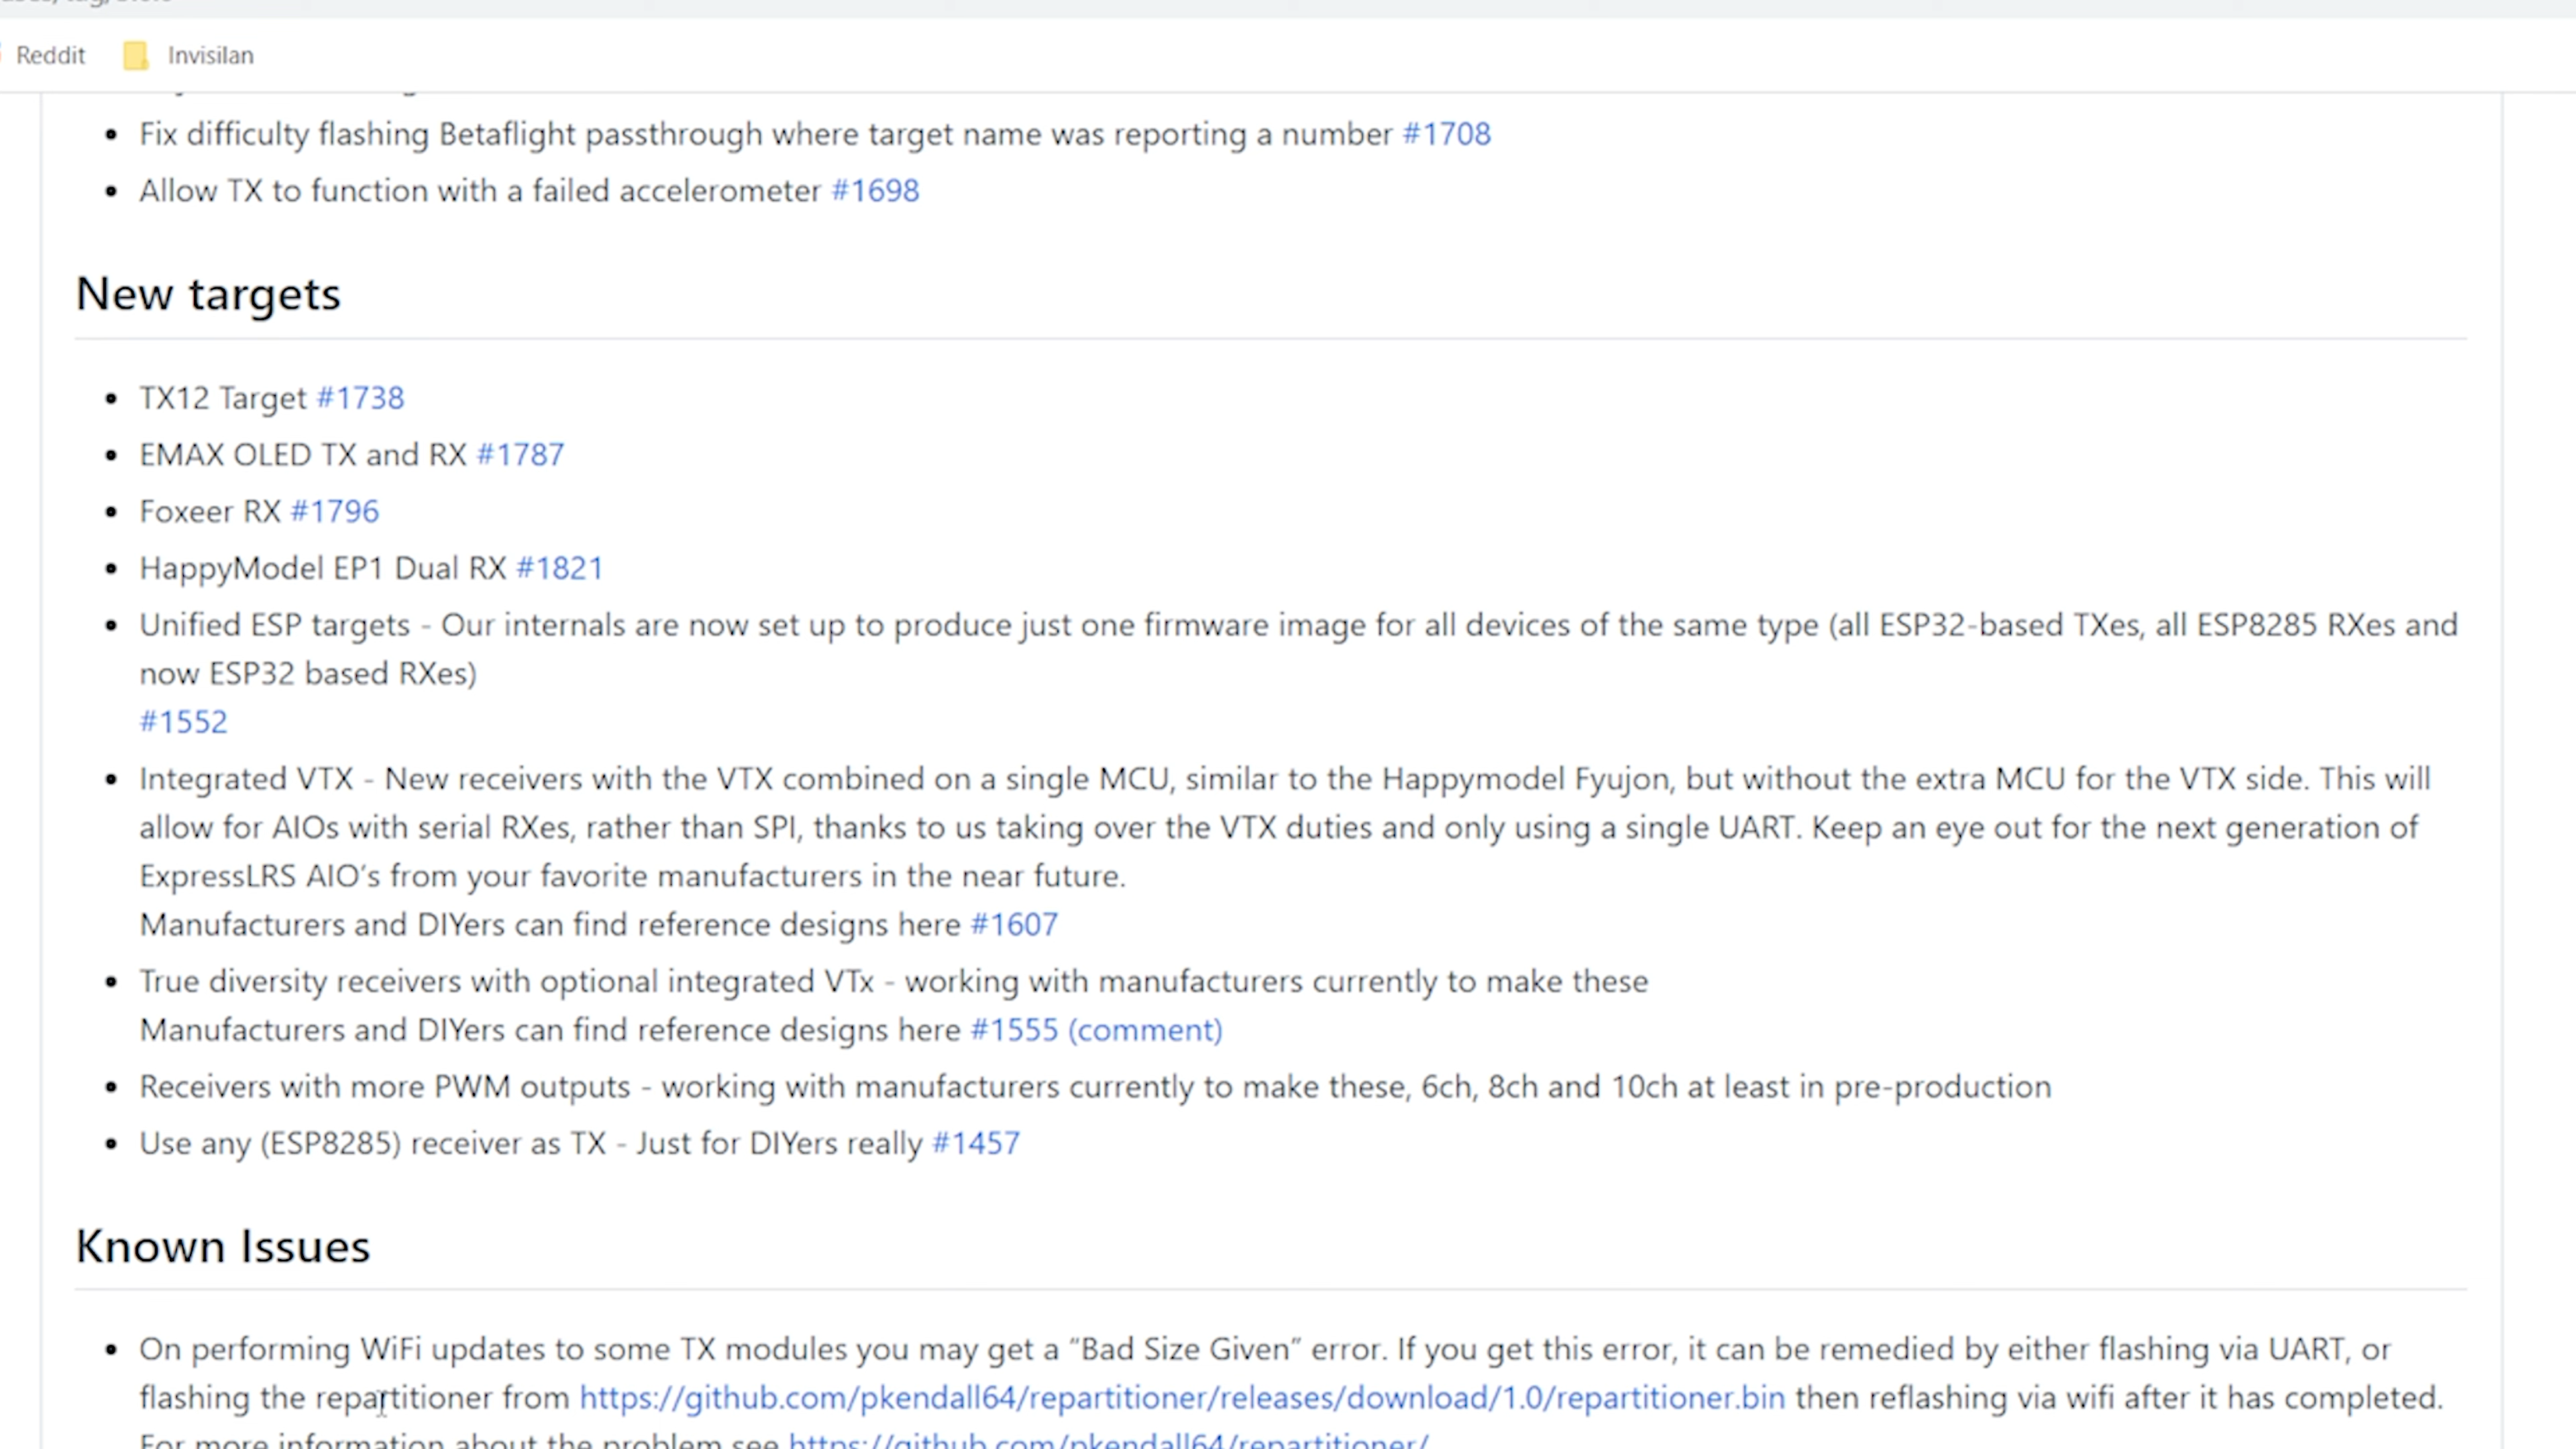 Reddit Invisilan
Fix difficulty flashing Betaflight passthrough where target name was reporting a number #1708
Allow TX to function with a failed accelerometer #1698
New targets
TX12 Target #1738
EMAX OLED TX and RX #1787
Foxeer RX #1796
HappyModel EP1 Dual RX #1821
Unified ESP targets - Our internals are now set up to produce just one firmware image for all devices of the same type (all ESP32-based TXes, all ESP8285 RXes and
now ESP32 based RXes)
#1552
Integrated VTX - New receivers with the VTX combined on a single MCU, similar to the Happymodel Fyujon, but without the extra MCU for the VTX side. This will
allow for AIOs with serial RXes, rather than SPI, thanks to us taking over the VTX duties and only using a single UART. Keep an eye out for the next generation of
ExpressLRS AIO’s from your favorite manufacturers in the near future.
Manufacturers and DIYers can find reference designs here #1607
True diversity receivers with optional integrated VTx - working with manufacturers currently to make these
Manufacturers and DIYers can find reference designs here #1555 (comment)
Receivers with more PWM outputs - working with manufacturers currently to make these, 6ch, 8ch and 10ch at least in pre-production
Use any (ESP8285) receiver as TX - Just for DIYers really #1457
Known Issues
On performing WiFi updates to some TX modules you may get a “Bad Size Given” error. If you get this error, it can be remedied by either flashing via UART, or
flashing the repartitioner from https://github.com/pkendall64/repartitioner/releases/download/1.0/repartitioner.bin then reflashing via wifi after it has completed.
For more information about the problem see https://github.com/pkendall64/repartitioner/